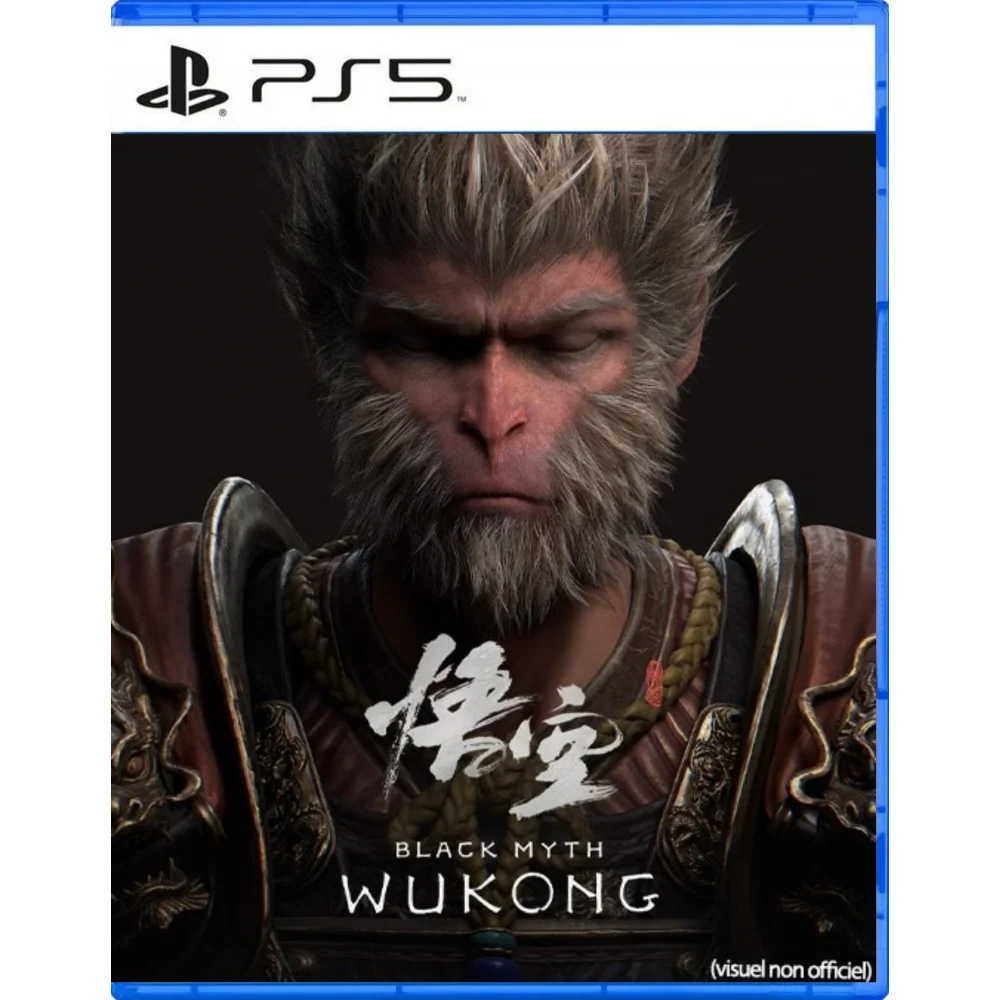 PS5
悟空
BLACK MYTH
WUKONG
(visuel non officiel)